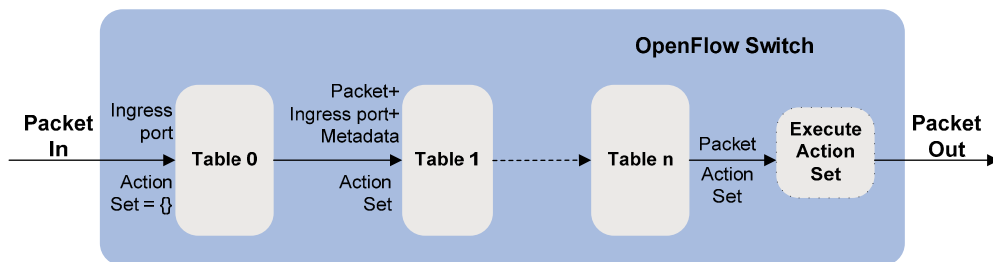 OpenFlow Switch
Packet
In
Ingress
port
Action
Set = {}
Table 0
Packet+
Ingress port+
Metadata
Action
Set
Table 1
Table n
Packet
Action
Set
Execute
Action
Set
Packet
Out